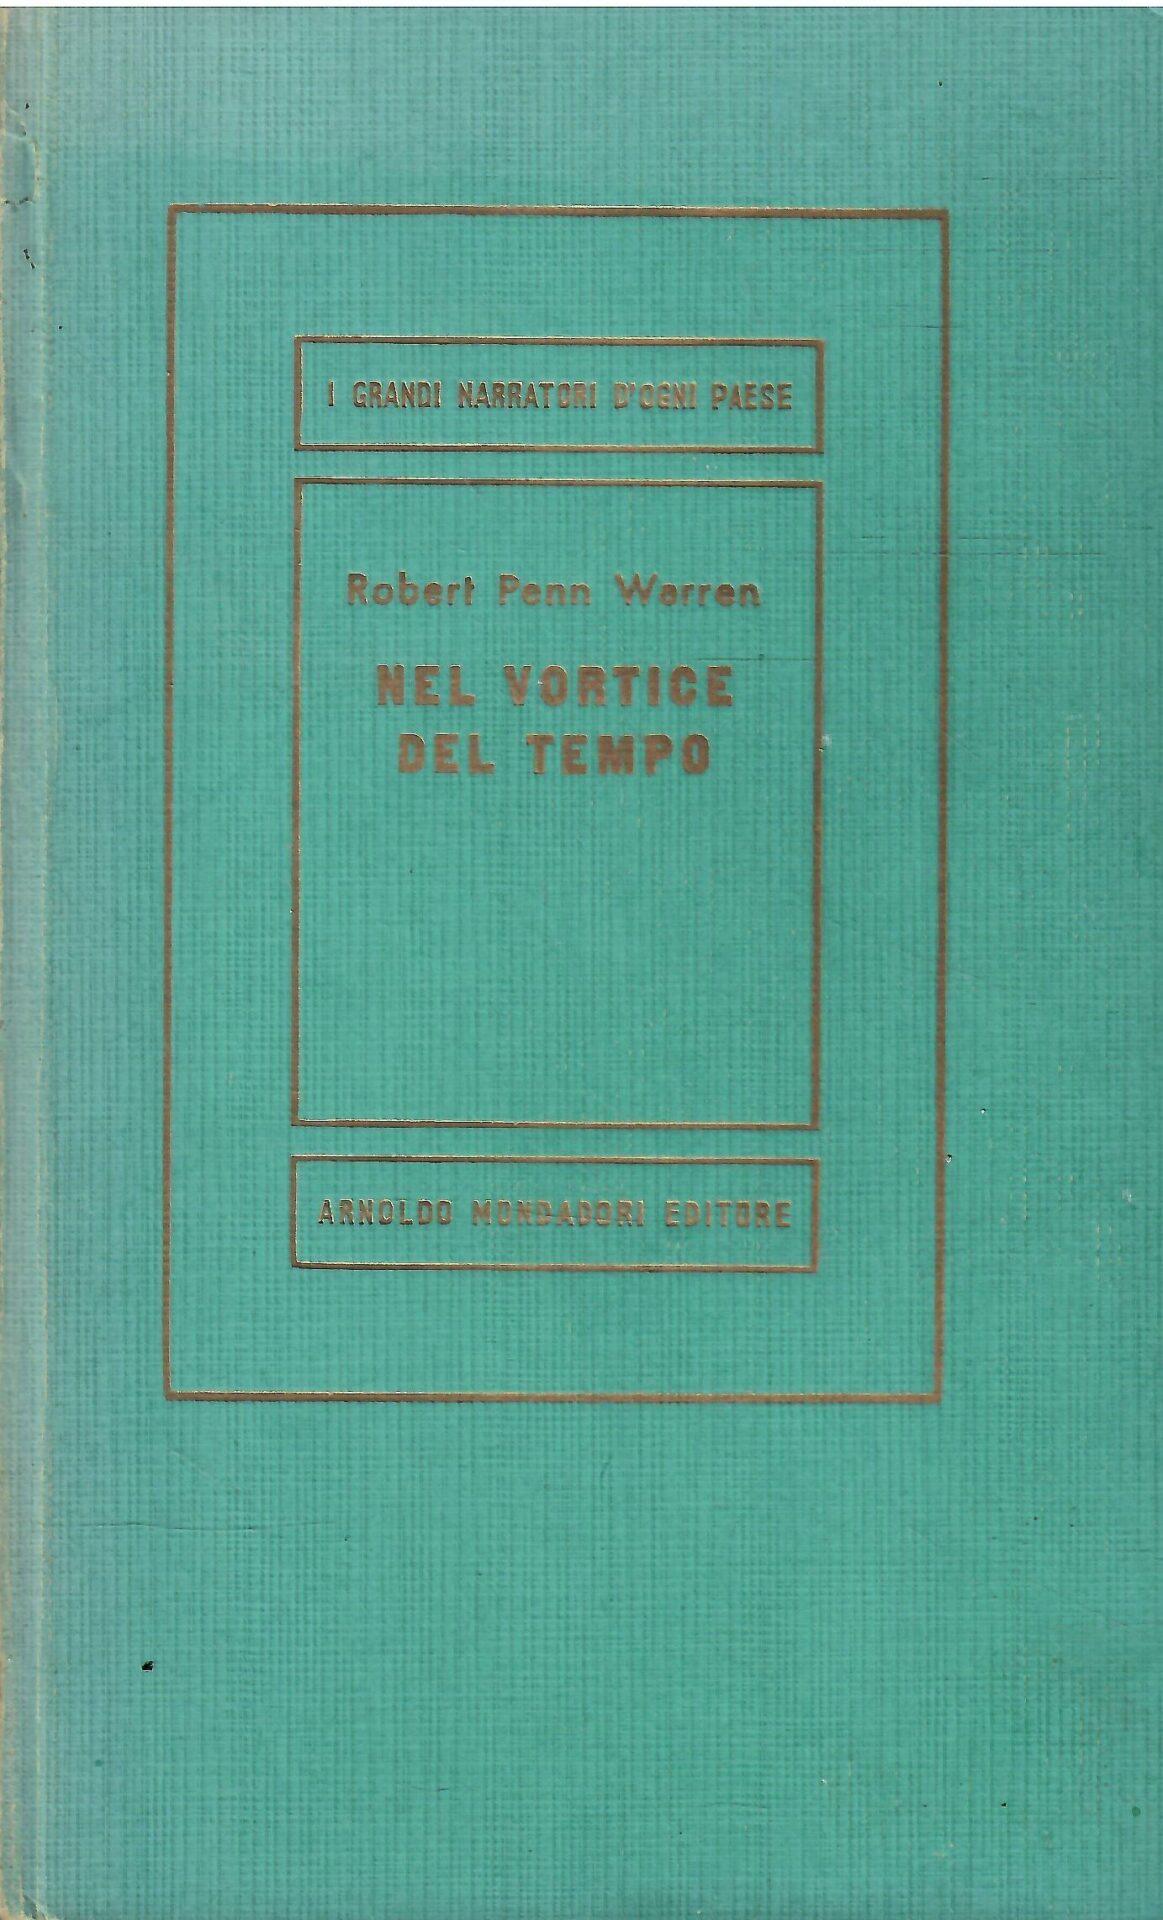 I GRANDI NARRATORI D'OGNI PAESE
Robert Penn Warren
NEL VORTICE
DEL TEMPO
ARNOLDO MONDADORI EDITORE